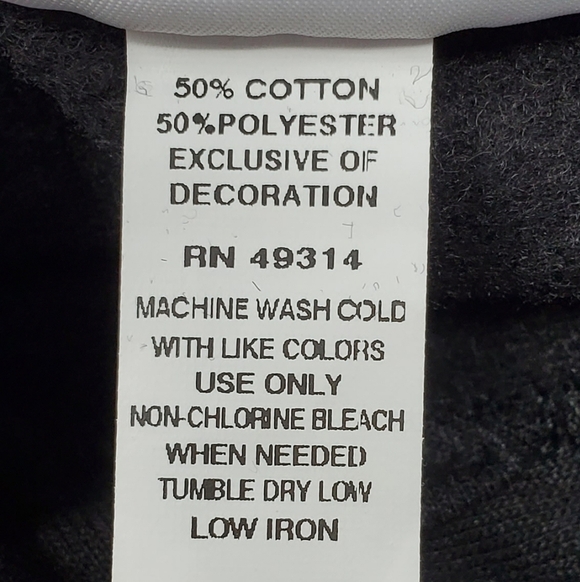 50% COTTON
50%POLYESTER
EXCLUSIVE OF
DECORATION
RN 49314
MACHINE WASH COLD
WITH LIKE COLORS
USE ONLY
NON-CHLORINE BLEACH
WHEN NEEDED
TUMBLE DRY LOW
LOW IRON